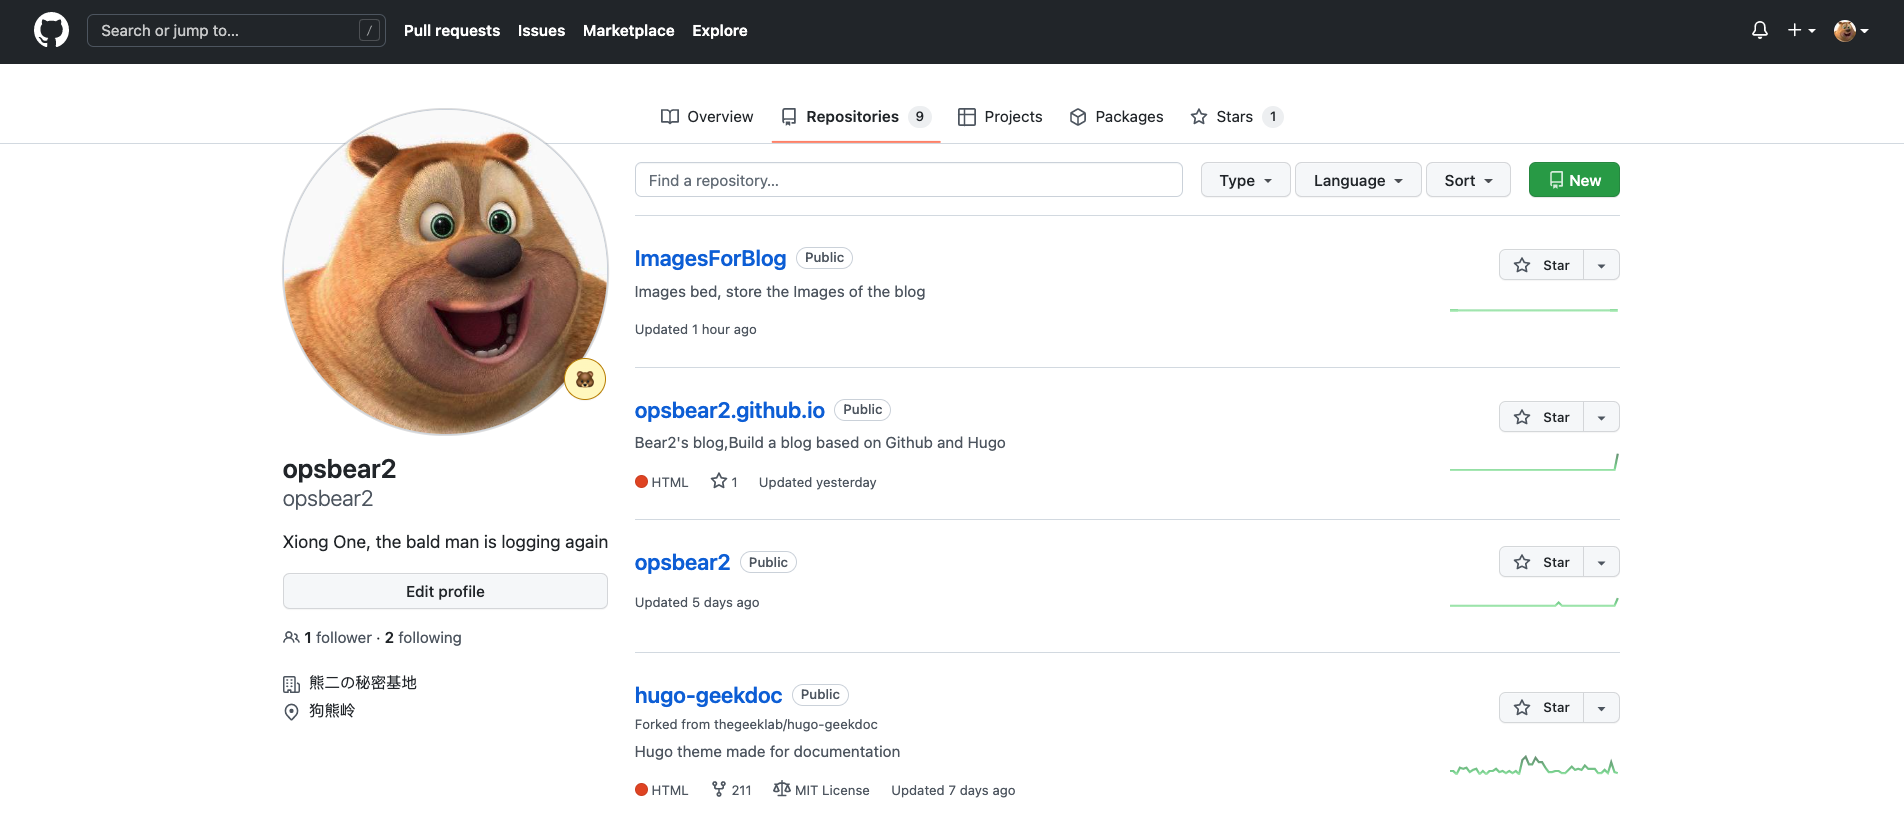 Search or jump to... /
Pull requests Issues Marketplace Explore
Overview Repositories 9 Projects Packages Stars 1
opsbear2
opsbear2
Xiong One, the bald man is logging again
Edit profile
1 follower · 2 following
熊二の秘密基地
狗熊岭
Find a repository... Type Language Sort New
ImagesForBlog Public
Star
Images bed, store the Images of the blog
Updated 1 hour ago
opsbear2.github.io Public
Star
Bear2's blog,Build a blog based on Github and Hugo
HTML 1 Updated yesterday
opsbear2 Public
Star
Updated 5 days ago
hugo-geekdoc Public
Star
Forked from thegeeklab/hugo-geekdoc
Hugo theme made for documentation
HTML 211 MIT License Updated 7 days ago